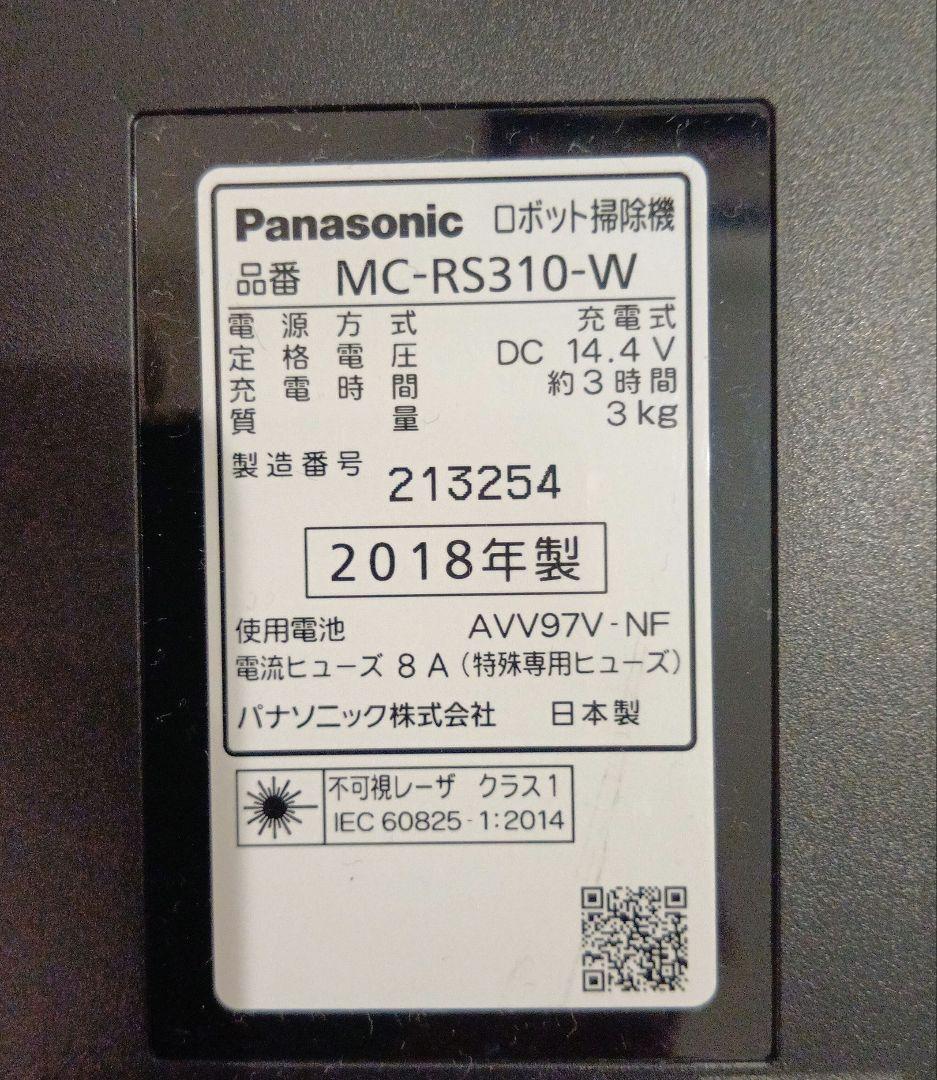 Panasonic ロボット掃除機
品番 MC-RS310-W
電源方式 充電式
定格電圧 DC 14.4 V
充電時間 約3時間
質量 3 kg
製造番号 213254
2018年製
使用電池 AVV97V-NF
電流ヒューズ 8 A (特殊専用ヒューズ)
パナソニック株式会社 日本製
不可視レーザ クラス1
IEC 60825-1:2014